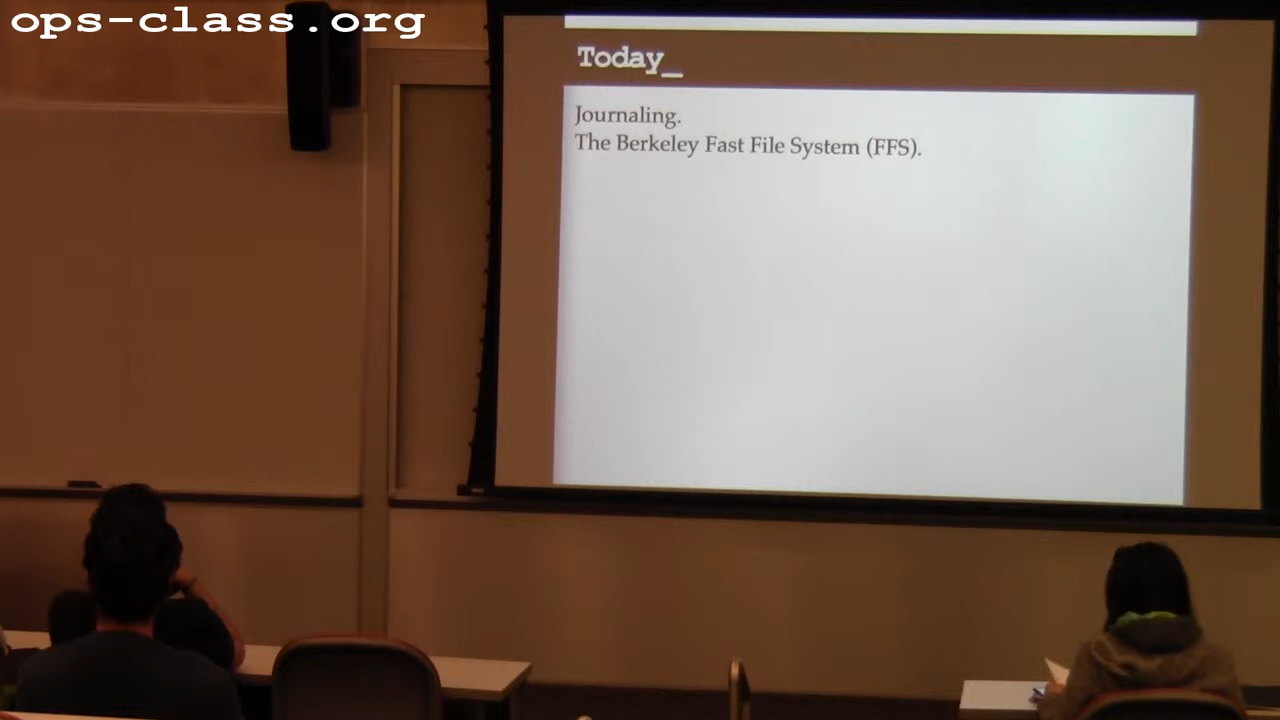 ops-class.org
Today_
Journaling.
The Berkeley Fast File System (FFS).